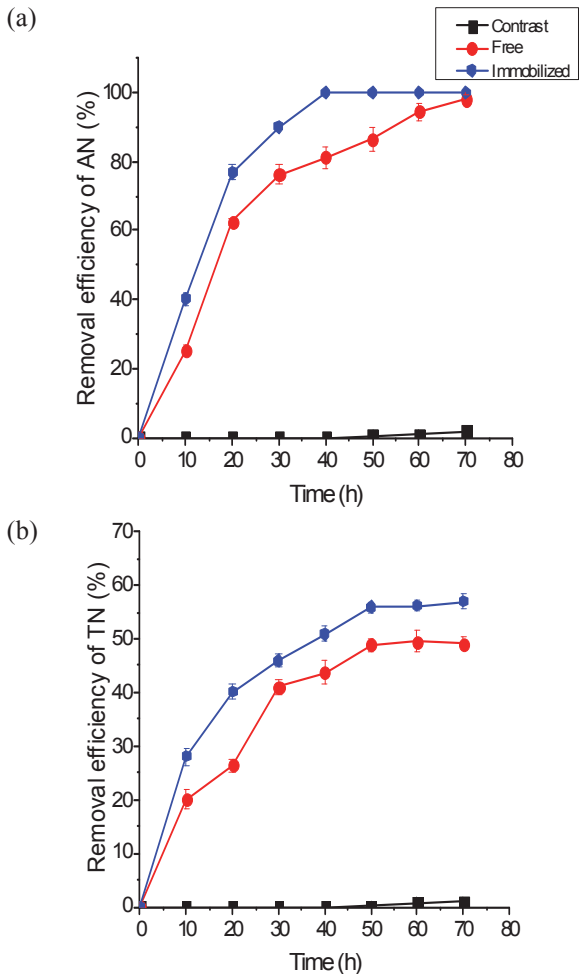 (a)
Contrast
Free
Immobilized
Removal efficiency of AN (%)
100
80
60
40
20
0
0 10 20 30 40 50 60 70 80
Time (h)
(b)
Removal efficiency of TN (%)
70
60
50
40
30
20
10
0
0 10 20 30 40 50 60 70 80
Time (h)